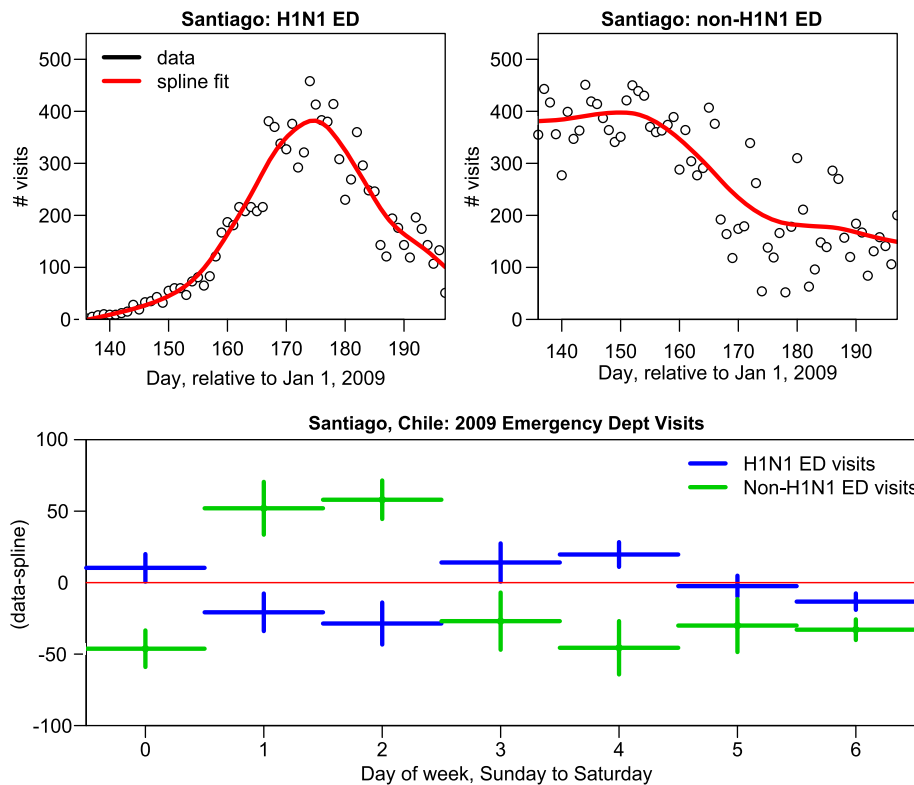 Santiago: H1N1 ED
data
spline fit
# visits
500
400
300
200
100
0
140 150 160 170 180 190
Day, relative to Jan 1, 2009
Santiago: non-H1N1 ED
# visits
500
400
300
200
100
0
140 150 160 170 180 190
Day, relative to Jan 1, 2009
Santiago, Chile: 2009 Emergency Dept Visits
H1N1 ED visits
Non-H1N1 ED visits
(data-spline)
100
50
0
-50
-100
0 1 2 3 4 5 6
Day of week, Sunday to Saturday